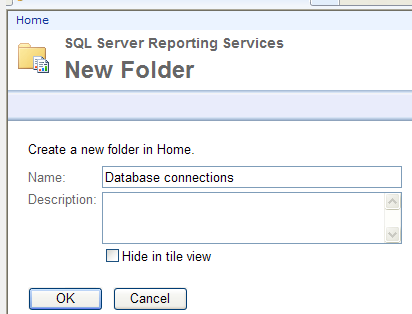 Home
SQL Server Reporting Services
New Folder
Create a new folder in Home.
Name: Database connections
Description:
Hide in tile view
OK Cancel